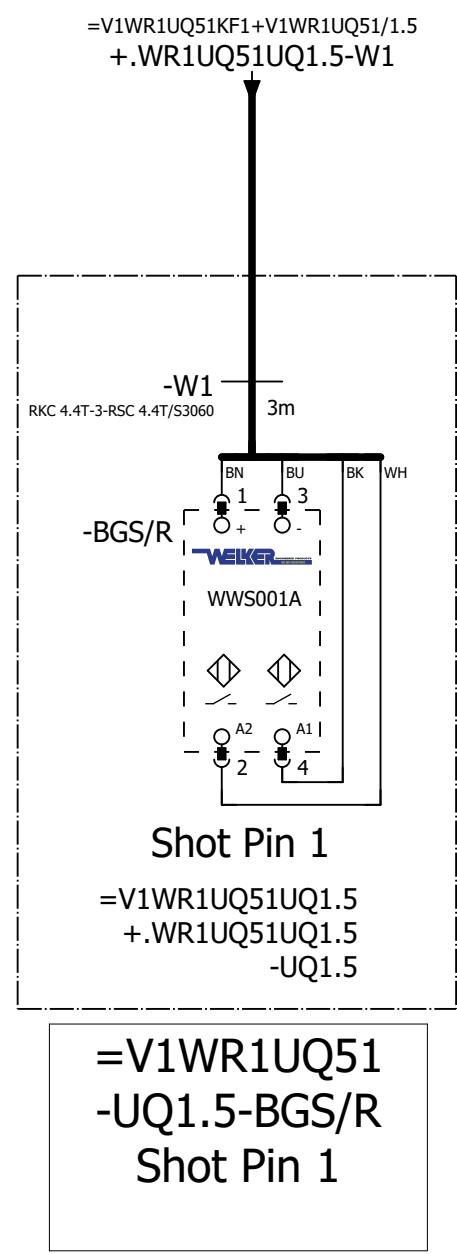 =V1WR1UQ51KF1+V1WR1UQ51/1.5
+.WR1UQ51UQ1.5-W1
-W1
RKC 4.4T-3-RSC 4.4T/S3060
3m
BN BU BK WH
1 3
-BGS/R
+ -
WELKER
WWS001A
A2 A1
2 4
Shot Pin 1
=V1WR1UQ51UQ1.5
+.WR1UQ51UQ1.5
-UQ1.5
=V1WR1UQ51
-UQ1.5-BGS/R
Shot Pin 1